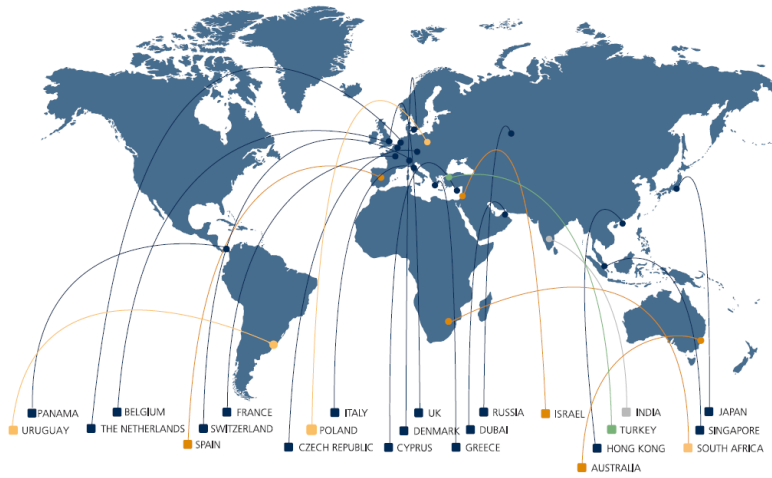 PANAMA
BELGIUM
FRANCE
ITALY
UK
RUSSIA
ISRAEL
INDIA
JAPAN
URUGUAY
THE NETHERLANDS
SWITZERLAND
POLAND
DENMARK
DUBAI
TURKEY
SINGAPORE
SPAIN
CZECH REPUBLIC
CYPRUS
GREECE
HONG KONG
SOUTH AFRICA
AUSTRALIA